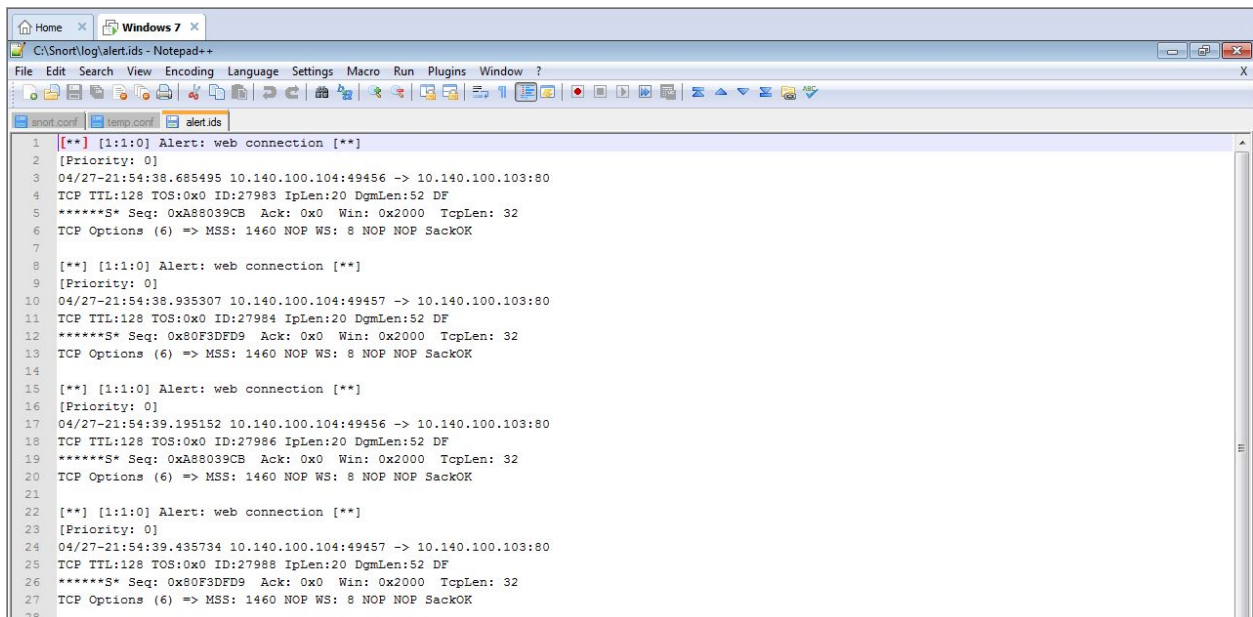 Home Windows 7
C:\Snort\log\alert.ids - Notepad++
File Edit Search View Encoding Language Settings Macro Run Plugins Window ? X
snort.conf temp.conf alert.ids
1 [**] [1:1:0] Alert: web connection [**]
2 [Priority: 0]
3 04/27-21:54:38.685495 10.140.100.104:49456 -> 10.140.100.103:80
4 TCP TTL:128 TOS:0x0 ID:27983 IpLen:20 DgmLen:52 DF
5 ******S* Seq: 0xA88039CB Ack: 0x0 Win: 0x2000 TcpLen: 32
6 TCP Options (6) => MSS: 1460 NOP WS: 8 NOP NOP SackOK
7
8 [**] [1:1:0] Alert: web connection [**]
9 [Priority: 0]
10 04/27-21:54:38.935307 10.140.100.104:49457 -> 10.140.100.103:80
11 TCP TTL:128 TOS:0x0 ID:27984 IpLen:20 DgmLen:52 DF
12 ******S* Seq: 0x80F3DFD9 Ack: 0x0 Win: 0x2000 TcpLen: 32
13 TCP Options (6) => MSS: 1460 NOP WS: 8 NOP NOP SackOK
14
15 [**] [1:1:0] Alert: web connection [**]
16 [Priority: 0]
17 04/27-21:54:39.195152 10.140.100.104:49456 -> 10.140.100.103:80
18 TCP TTL:128 TOS:0x0 ID:27986 IpLen:20 DgmLen:52 DF
19 ******S* Seq: 0xA88039CB Ack: 0x0 Win: 0x2000 TcpLen: 32
20 TCP Options (6) => MSS: 1460 NOP WS: 8 NOP NOP SackOK
21
22 [**] [1:1:0] Alert: web connection [**]
23 [Priority: 0]
24 04/27-21:54:39.435734 10.140.100.104:49457 -> 10.140.100.103:80
25 TCP TTL:128 TOS:0x0 ID:27988 IpLen:20 DgmLen:52 DF
26 ******S* Seq: 0x80F3DFD9 Ack: 0x0 Win: 0x2000 TcpLen: 32
27 TCP Options (6) => MSS: 1460 NOP WS: 8 NOP NOP SackOK
28